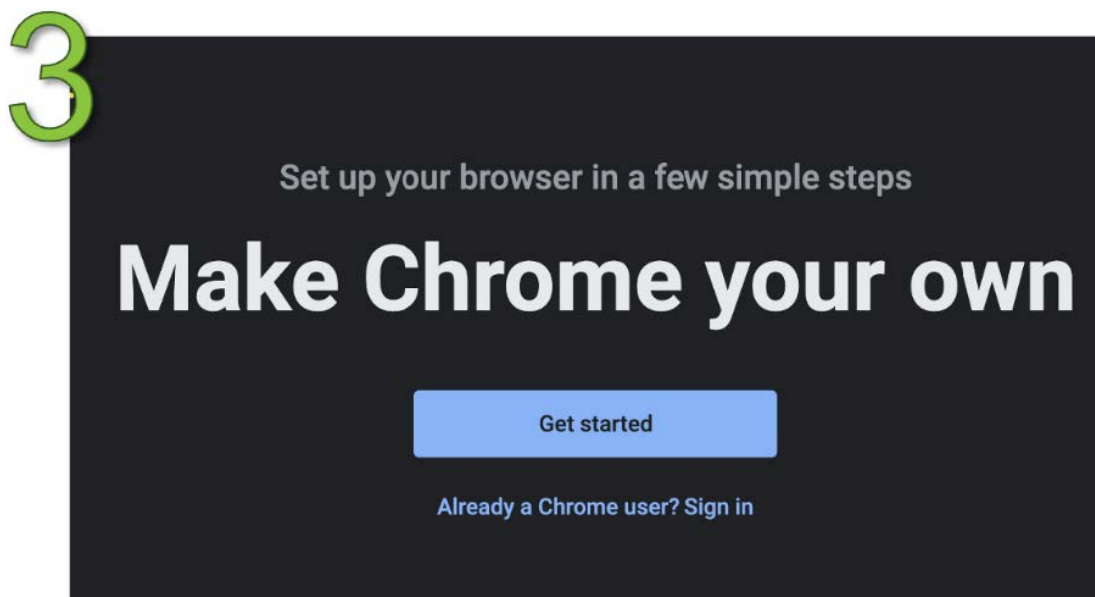 3
Set up your browser in a few simple steps
Make Chrome your own
Get started
Already a Chrome user? Sign in